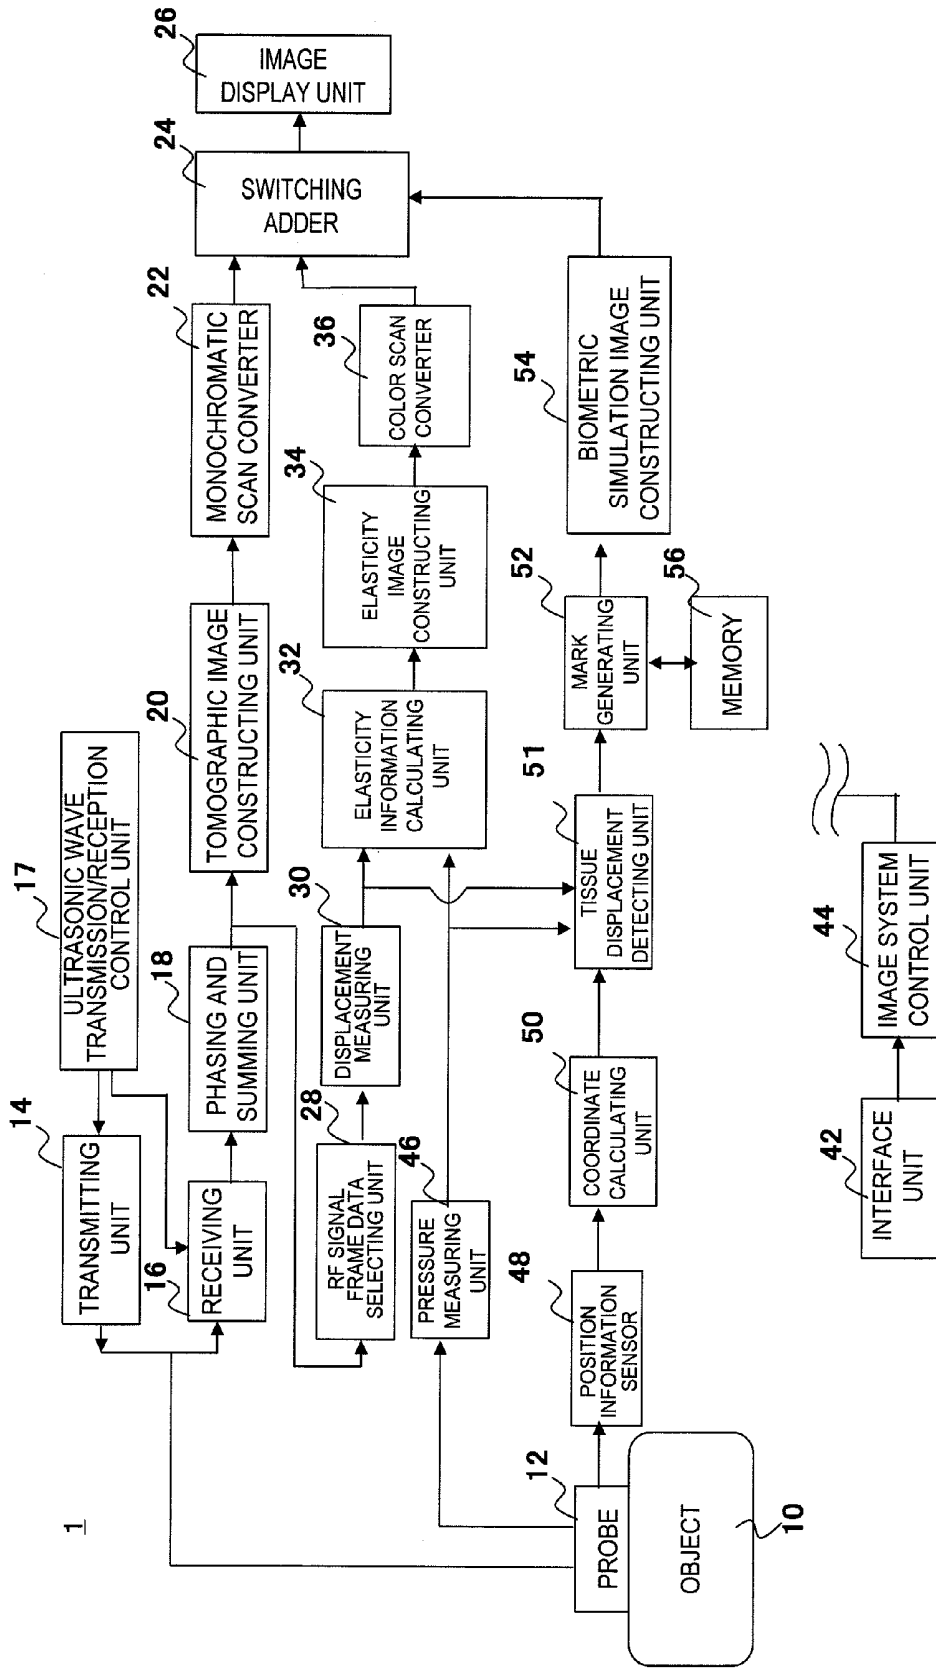 1
17
ULTRASONIC WAVE
TRANSMISSION/RECEPTION
CONTROL UNIT
14
TRANSMITTING
UNIT
16
RECEIVING
UNIT
18
PHASING AND
SUMMING UNIT
20
TOMOGRAPHIC IMAGE
CONSTRUCTING UNIT
22
MONOCHROMATIC
SCAN CONVERTER
24
SWITCHING
ADDER
26
IMAGE
DISPLAY UNIT
28
RF SIGNAL
FRAME DATA
SELECTING UNIT
30
DISPLACEMENT
MEASURING
UNIT
32
ELASTICITY
INFORMATION
CALCULATING
UNIT
34
ELASTICITY
IMAGE
CONSTRUCTING
UNIT
36
COLOR SCAN
CONVERTER
46
PRESSURE
MEASURING
UNIT
12
PROBE
OBJECT
10
48
POSITION
INFORMATION
SENSOR
50
COORDINATE
CALCULATING
UNIT
51
TISSUE
DISPLACEMENT
DETECTING UNIT
52
MARK
GENERATING
UNIT
56
MEMORY
54
BIOMETRIC
SIMULATION IMAGE
CONSTRUCTING UNIT
42
INTERFACE
UNIT
44
IMAGE SYSTEM
CONTROL UNIT